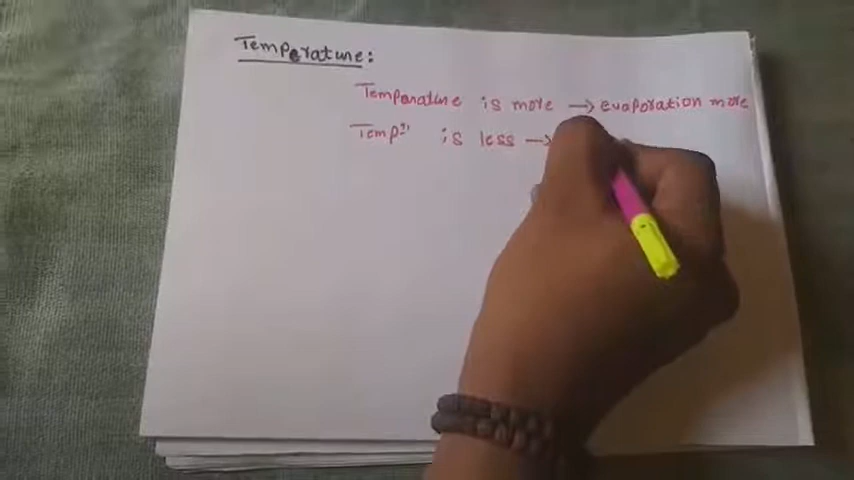 Temperature:
Temperature is more → evaporation more
Temp" is less →